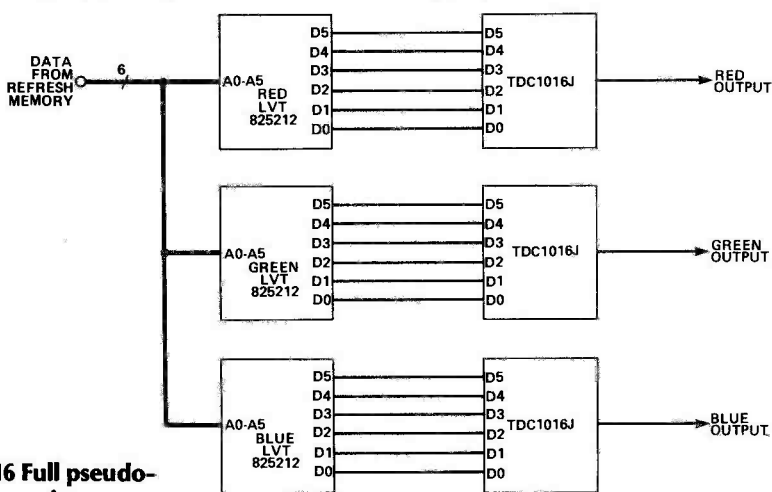 DATA
FROM
REFRESH
MEMORY
6
A0-A5
RED
LVT
825212
D5
D4
D3
D2
D1
D0
D5
D4
D3
D2
D1
D0
TDC1016J
RED
OUTPUT
A0-A5
GREEN
LVT
825212
D5
D4
D3
D2
D1
D0
D5
D4
D3
D2
D1
D0
TDC1016J
GREEN
OUTPUT
A0-A5
BLUE
LVT
825212
D5
D4
D3
D2
D1
D0
D5
D4
D3
D2
D1
D0
TDC1016J
BLUE
OUTPUT
16 Full pseudo-